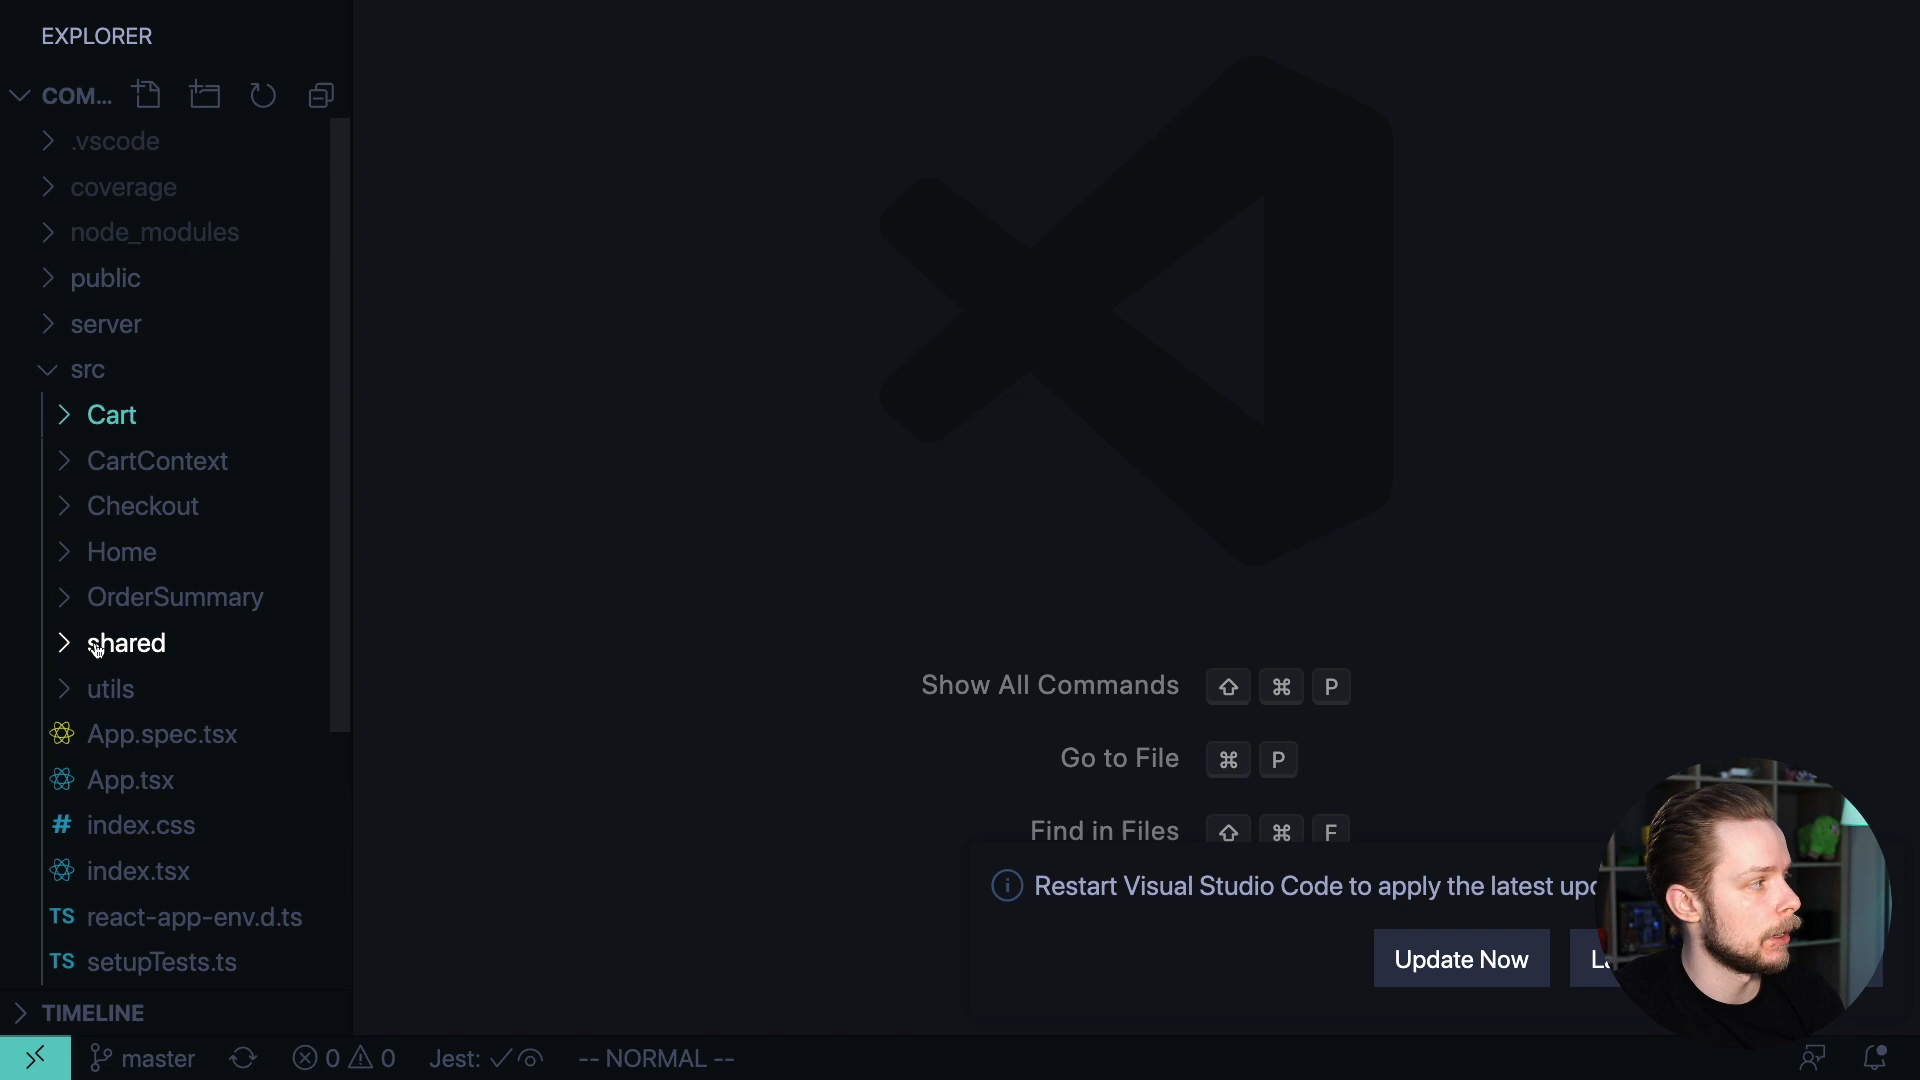 EXPLORER
COM...
.vscode
coverage
node_modules
public
server
src
Cart
CartContext
Checkout
Home
OrderSummary
shared
utils
App.spec.tsx
App.tsx
# index.css
index.tsx
TS react-app-env.d.ts
TS setupTests.ts
TIMELINE
Show All Commands ⇧ ⌘ P
Go to File ⌘ P
Find in Files ⇧ ⌘ F
Restart Visual Studio Code to apply the latest
Update Now
master 0 0 Jest: -- NORMAL --